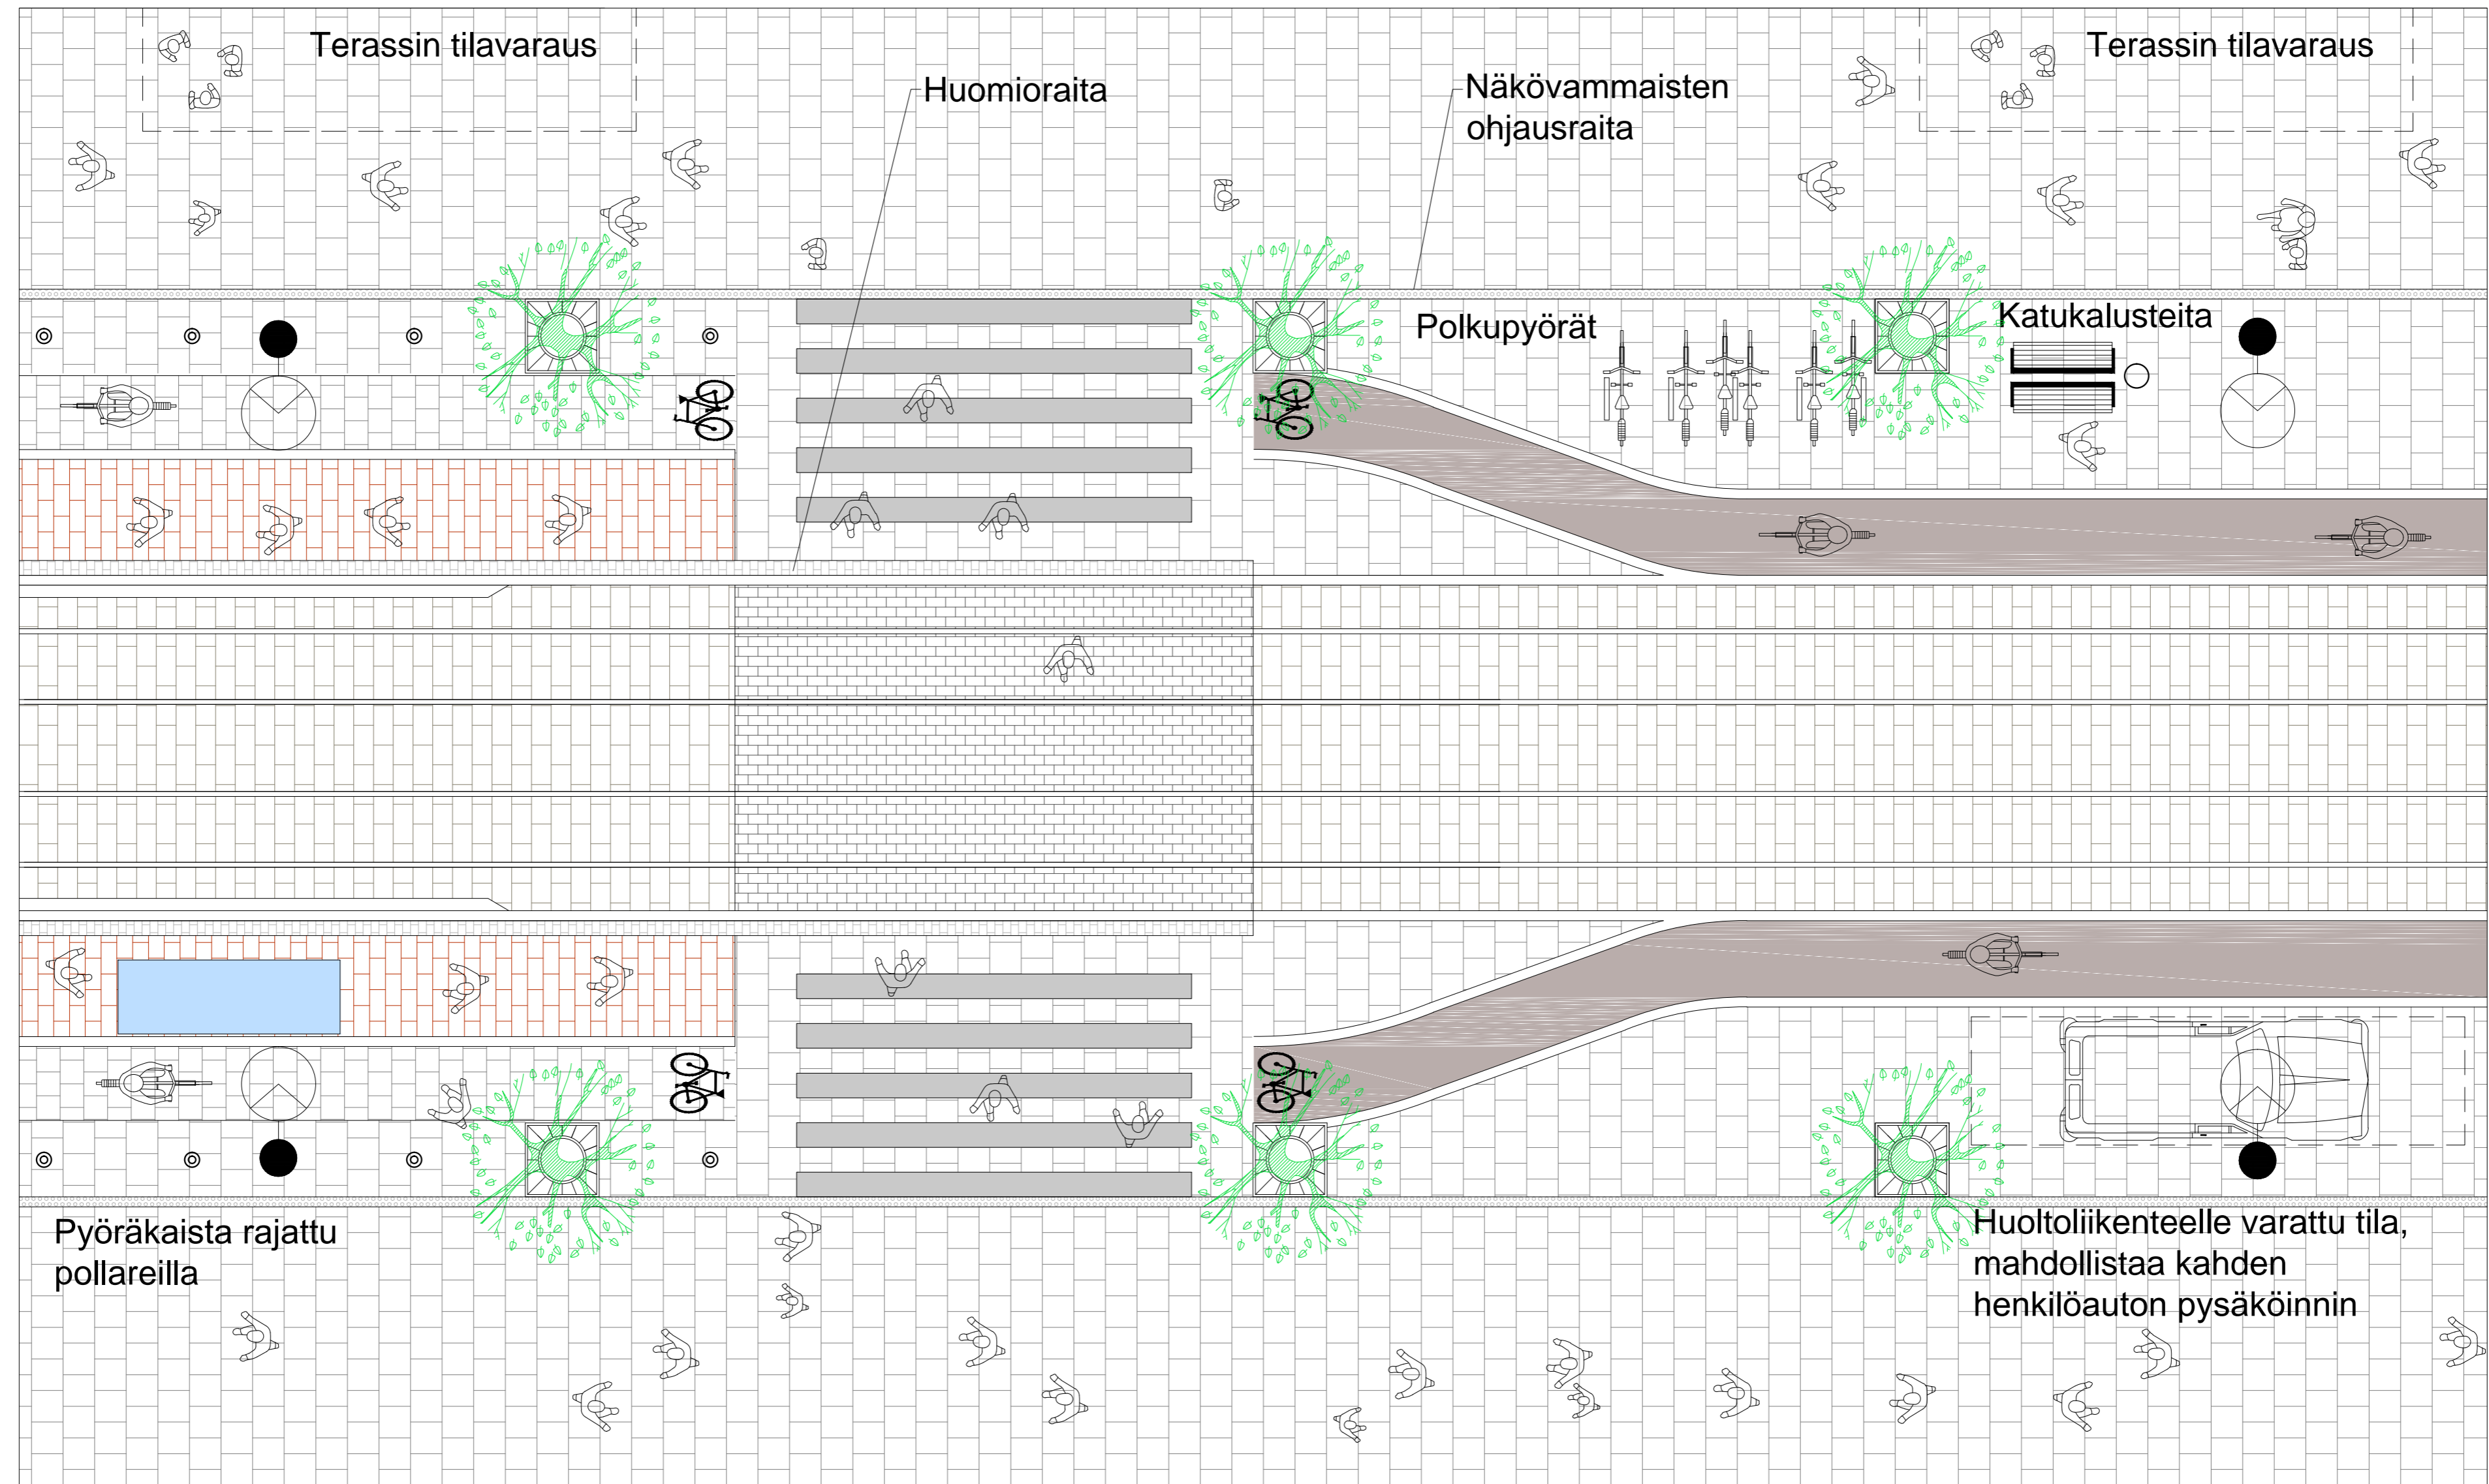 Terassin tilavaraus
Terassin tilavaraus
Huomioraita
Näkövammaisten
ohjausraita
Polkupyörät
Katukalusteita
Pyöräkaista rajattu
pollareilla
Huoltoliikenteelle varattu tila,
mahdollistaa kahden
henkilöauton pysäköinnin